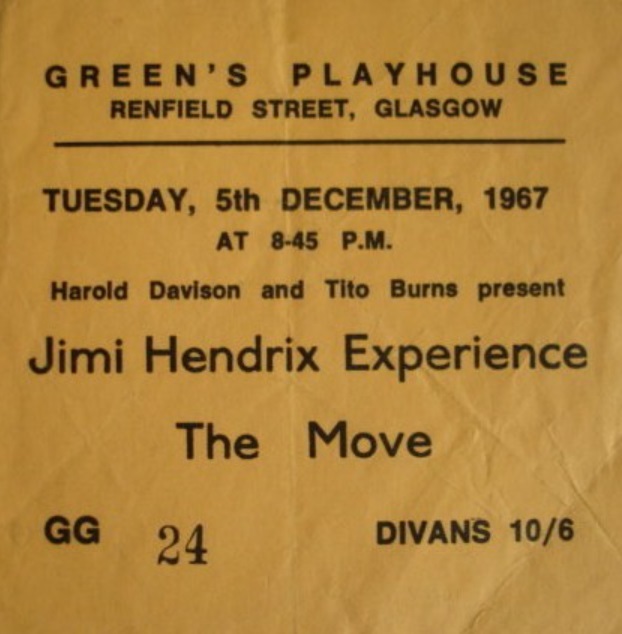 GREEN'S PLAYHOUSE
RENFIELD STREET, GLASGOW
TUESDAY, 5th DECEMBER, 1967
AT 8-45 P.M.
Harold Davison and Tito Burns present
Jimi Hendrix Experience
The Move
GG 24 DIVANS 10/6